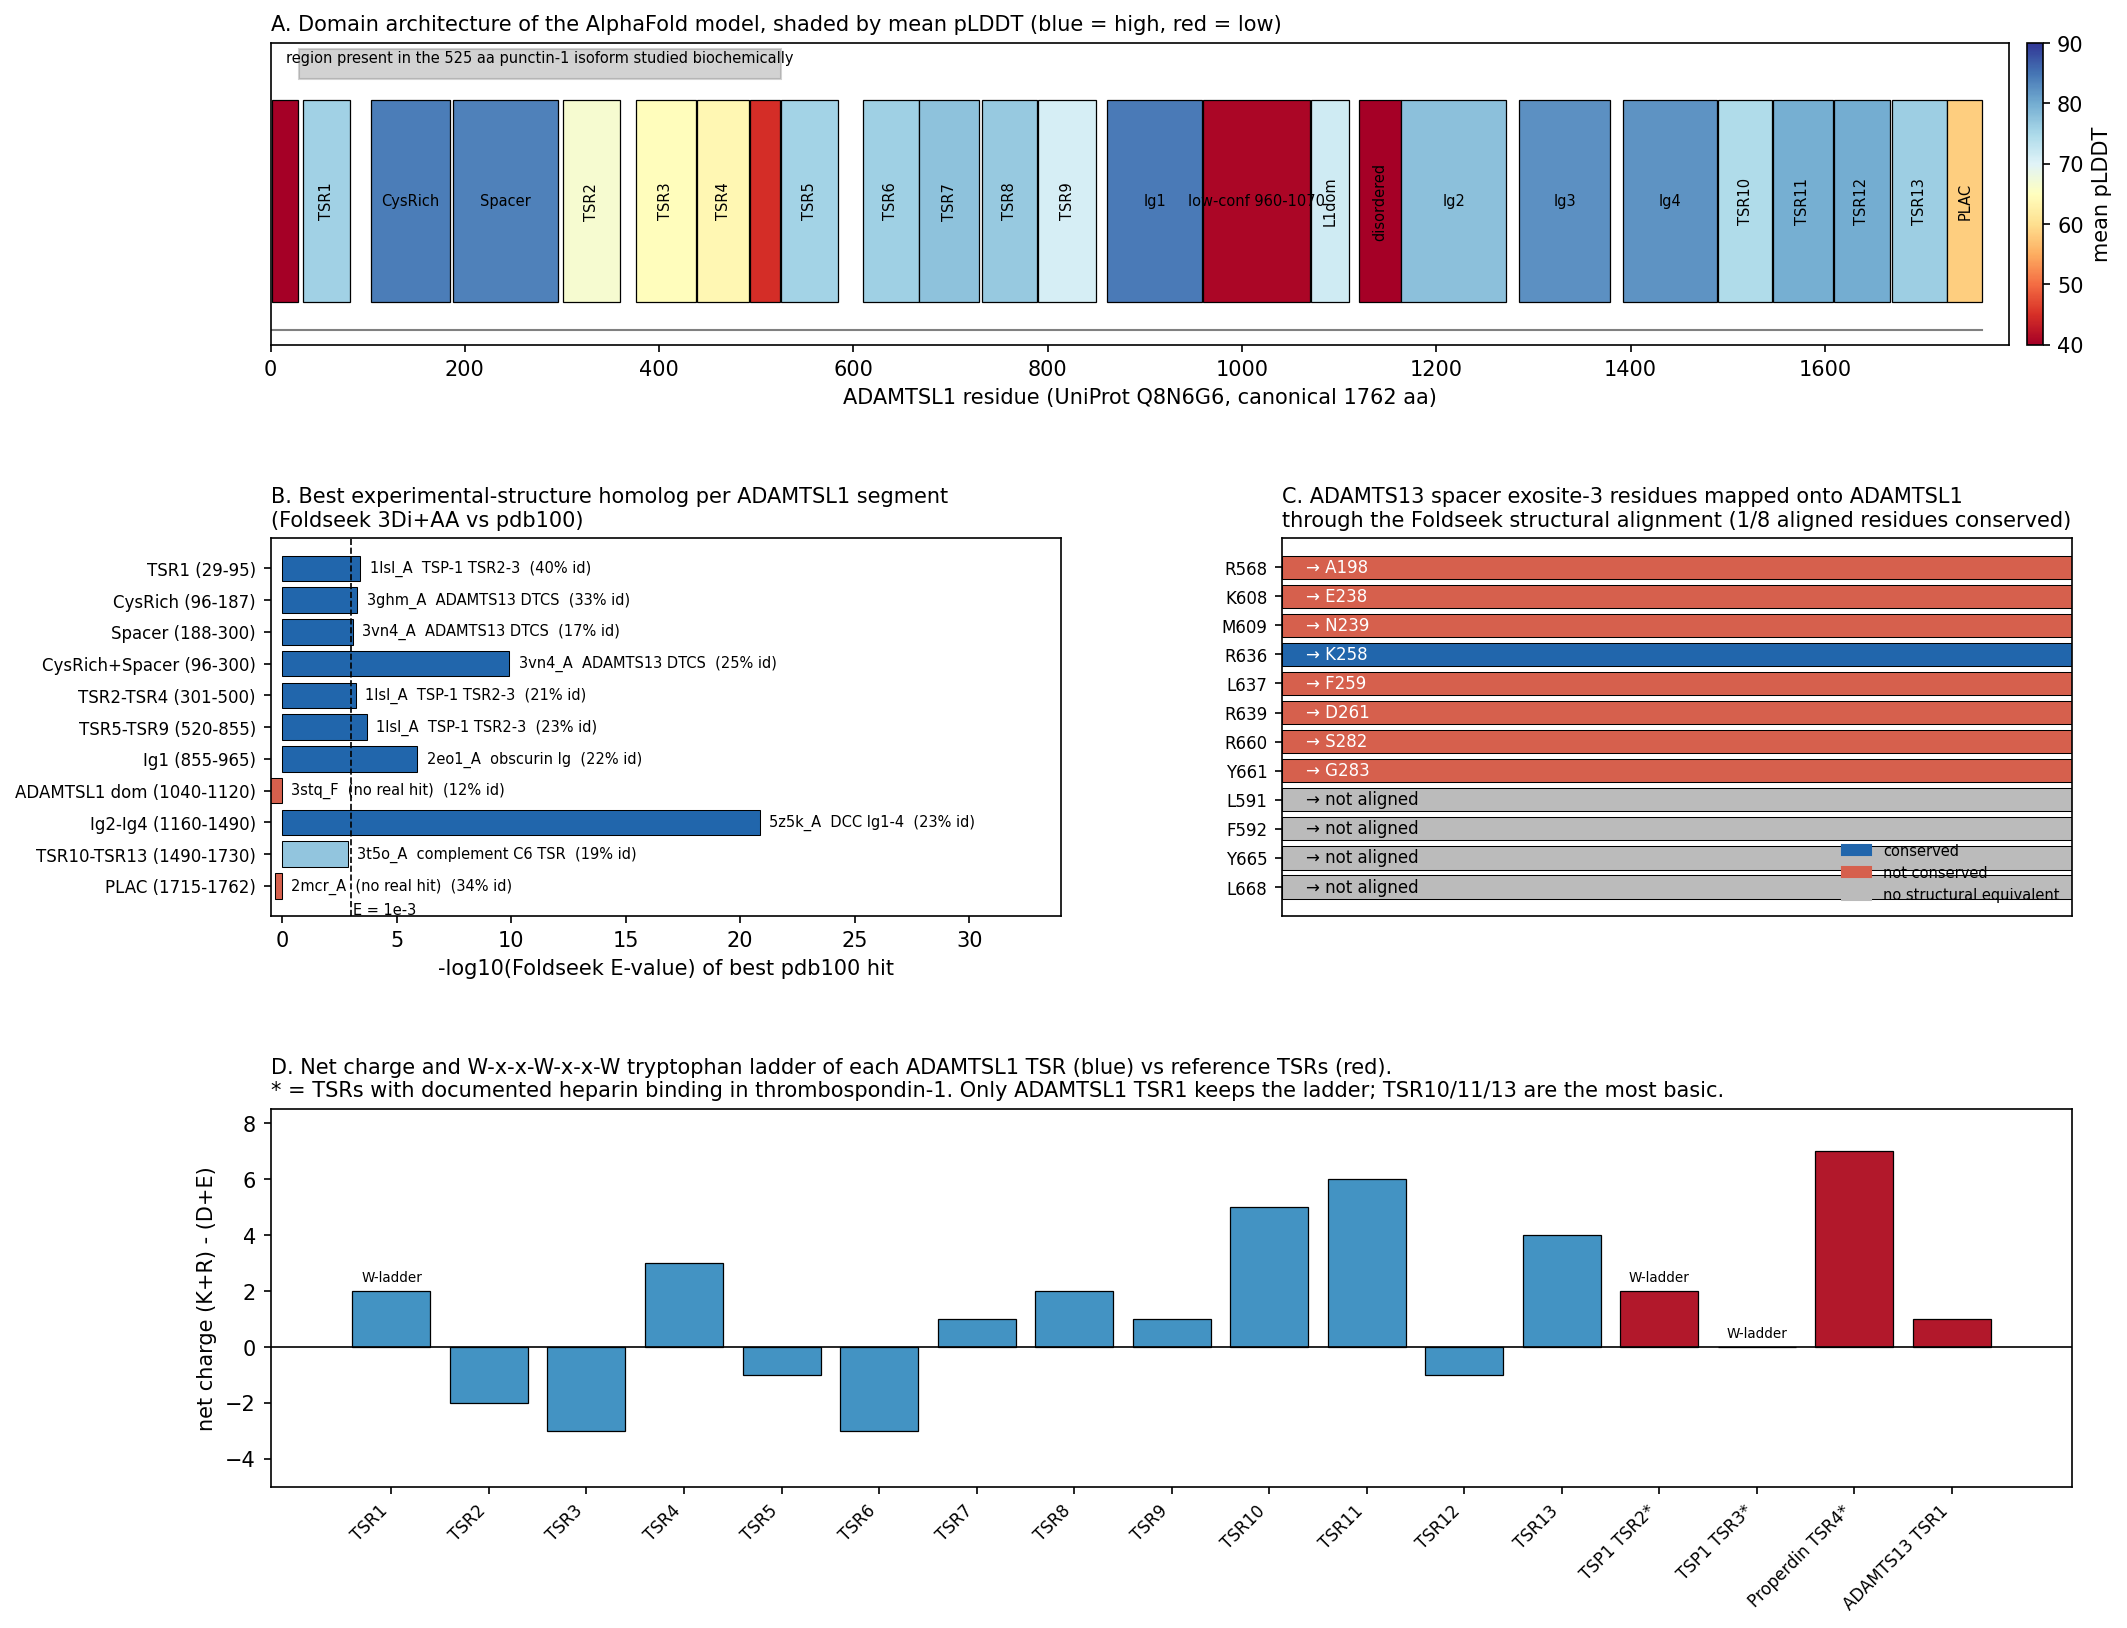 A. Domain architecture of the AlphaFold model, shaded by mean pLDDT (blue = high, red = low)
region present in the 525 aa punctin-1 isoform studied biochemically
TSR1
CysRich
Spacer
TSR2
TSR3
TSR4
TSR5
TSR6
TSR7
TSR8
TSR9
Ig1
low-conf 960-1070
L1dom
disordered
Ig2
Ig3
Ig4
TSR10
TSR11
TSR12
TSR13
PLAC
0 200 400 600 800 1000 1200 1400 1600
ADAMTSL1 residue (UniProt Q8N6G6, canonical 1762 aa)
90
80
70
60
50
40
mean pLDDT
B. Best experimental-structure homolog per ADAMTSL1 segment
(Foldseek 3Di+AA vs pdb100)
TSR1 (29-95) 1lsl_A TSP-1 TSR2-3 (40% id)
CysRich (96-187) 3ghm_A ADAMTS13 DTCS (33% id)
Spacer (188-300) 3vn4_A ADAMTS13 DTCS (17% id)
CysRich+Spacer (96-300) 3vn4_A ADAMTS13 DTCS (25% id)
TSR2-TSR4 (301-500) 1lsl_A TSP-1 TSR2-3 (21% id)
TSR5-TSR9 (520-855) 1lsl_A TSP-1 TSR2-3 (23% id)
Ig1 (855-965) 2eo1_A obscurin Ig (22% id)
ADAMTSL1 dom (1040-1120) 3stq_F (no real hit) (12% id)
Ig2-Ig4 (1160-1490) 5z5k_A DCC Ig1-4 (23% id)
TSR10-TSR13 (1490-1730) 3t5o_A complement C6 TSR (19% id)
PLAC (1715-1762) 2mcr_A (no real hit) (34% id)
E = 1e-3
0 5 10 15 20 25 30
-log10(Foldseek E-value) of best pdb100 hit
C. ADAMTS13 spacer exosite-3 residues mapped onto ADAMTSL1
through the Foldseek structural alignment (1/8 aligned residues conserved)
R568 → A198
K608 → E238
M609 → N239
R636 → K258
L637 → F259
R639 → D261
R660 → S282
Y661 → G283
L591 → not aligned
F592 → not aligned
Y665 → not aligned
L668 → not aligned
conserved
not conserved
no structural equivalent
D. Net charge and W-x-x-W-x-x-W tryptophan ladder of each ADAMTSL1 TSR (blue) vs reference TSRs (red).
* = TSRs with documented heparin binding in thrombospondin-1. Only ADAMTSL1 TSR1 keeps the ladder; TSR10/11/13 are the most basic.
net charge (K+R) - (D+E)
8
6
4
2
0
−2
−4
W-ladder
W-ladder
W-ladder
TSR1
TSR2
TSR3
TSR4
TSR5
TSR6
TSR7
TSR8
TSR9
TSR10
TSR11
TSR12
TSR13
TSP1 TSR2*
TSP1 TSR3*
Properdin TSR4*
ADAMTS13 TSR1